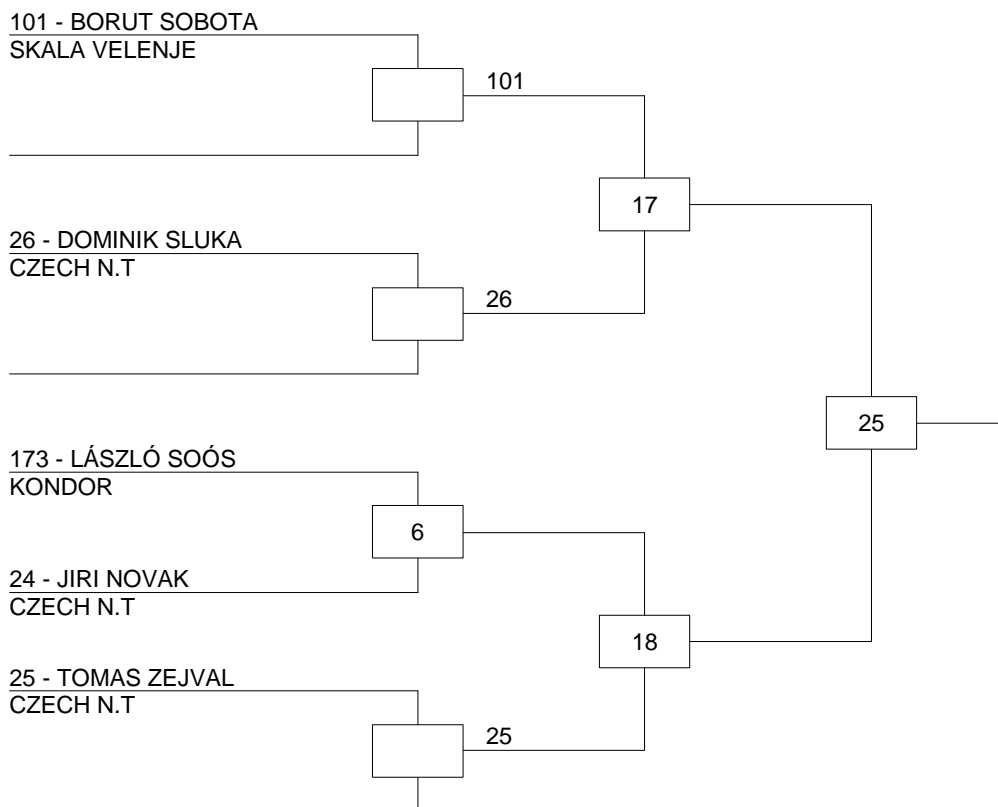 101 - BORUT SOBOTA
SKALA VELENJE
101
17
26 - DOMINIK SLUKA
CZECH N.T
26
25
173 - LÁSZLÓ SOÓS
KONDOR
6
24 - JIRI NOVAK
CZECH N.T
18
25 - TOMAS ZEJVAL
CZECH N.T
25